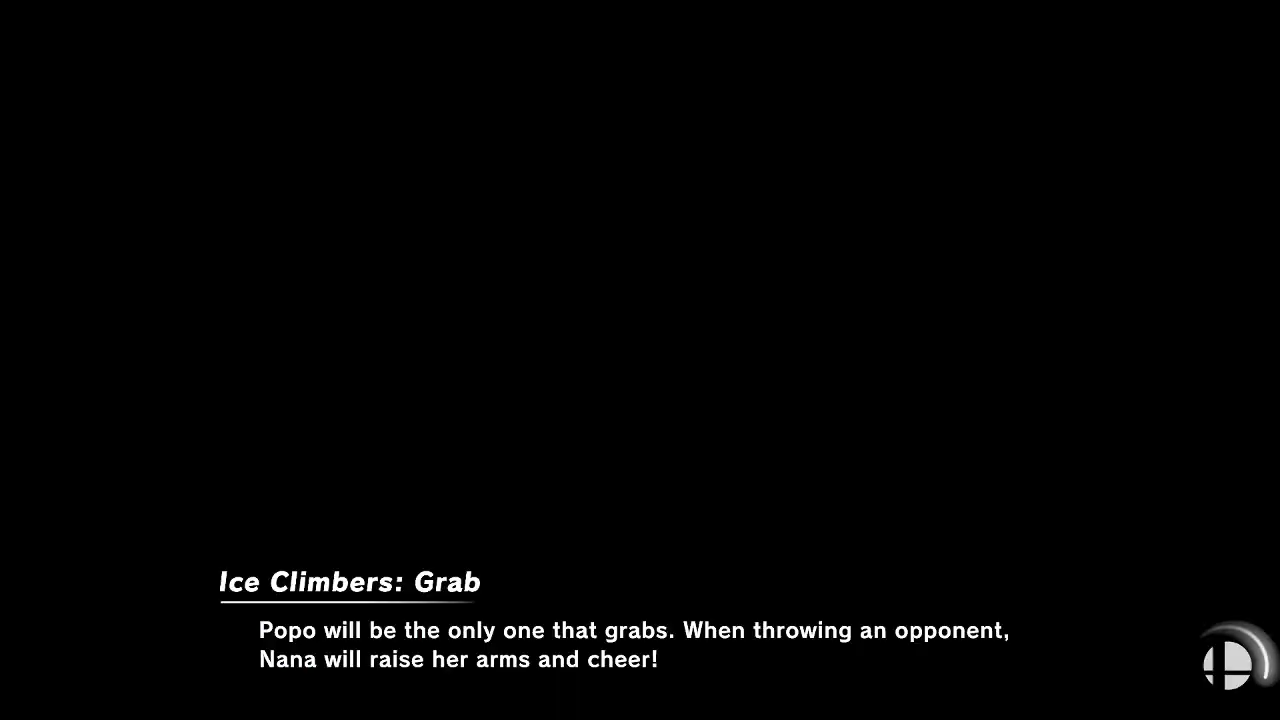 Ice Climbers: Grab
Popo will be the only one that grabs. When throwing an opponent,
Nana will raise her arms and cheer!